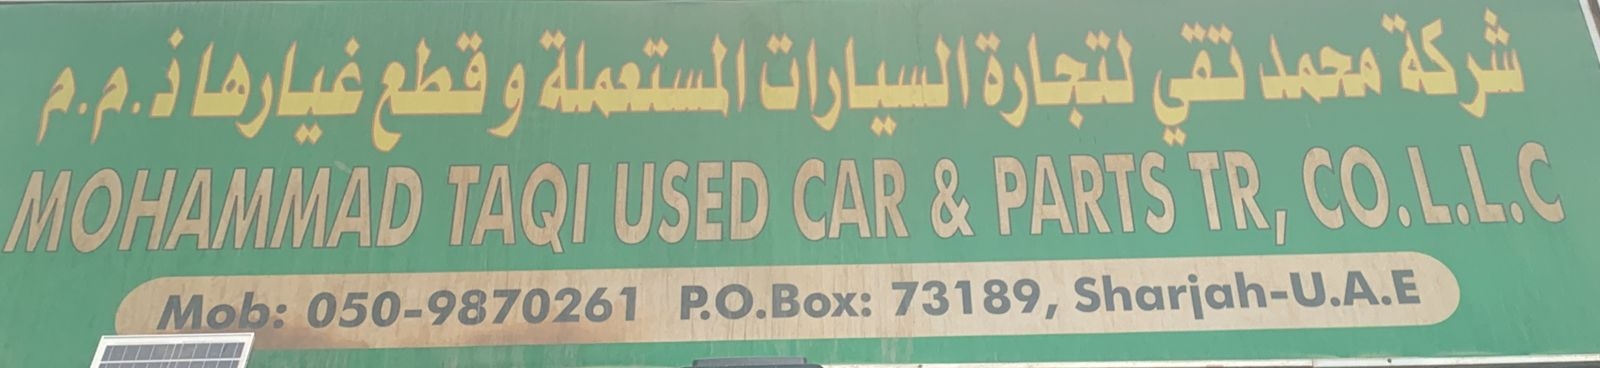 شركة محمد تقي لتجارة السيارات المستعملة و قطع غيارها ذ.م.م
MOHAMMAD TAQI USED CAR & PARTS TR, CO.L.L.C
Mob: 050-9870261 P.O.Box: 73189, Sharjah-U.A.E